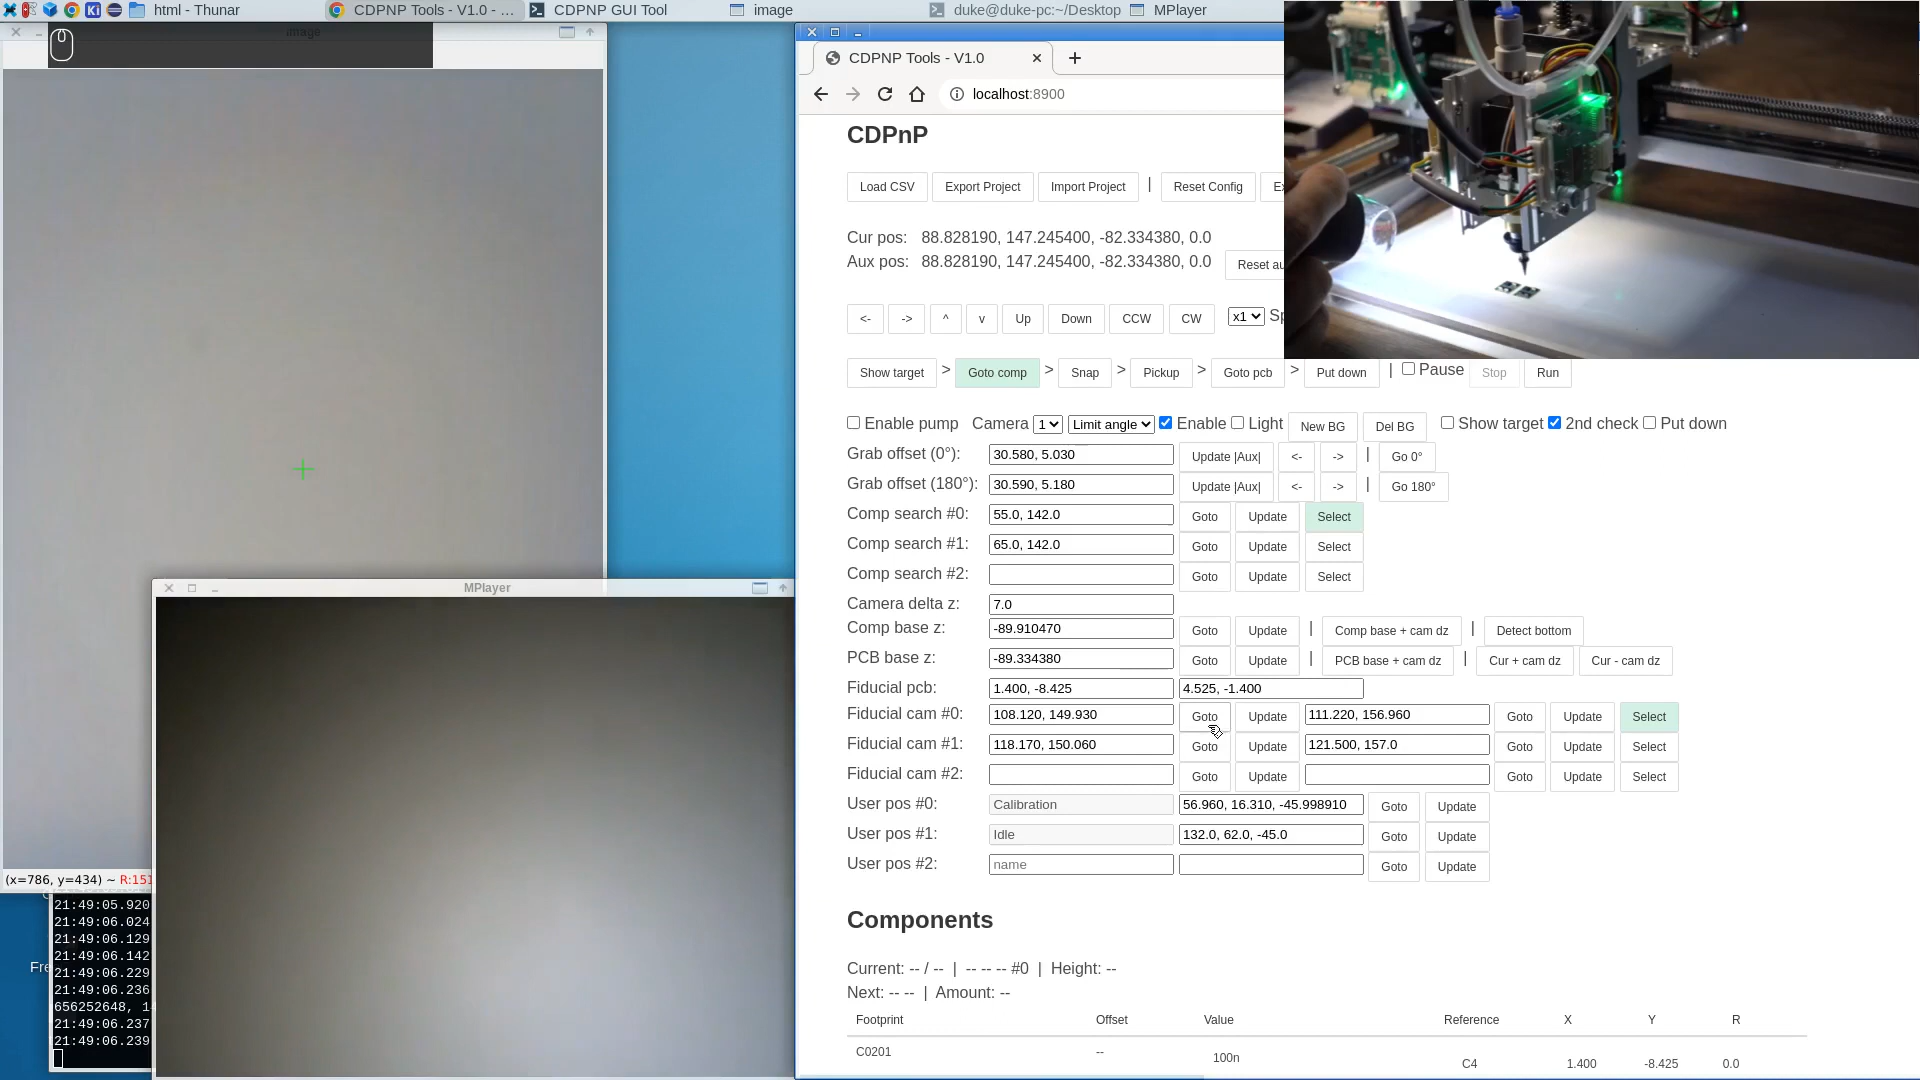 html - Thunar
CDPNP Tools - V1.0 - ...
CDPNP GUI Tool
image
duke@duke-pc:~/Desktop
MPlayer
image
CDPNP Tools - V1.0
localhost:8900
CDPnP
Load CSV Export Project Import Project | Reset Config
Cur pos: 88.828190, 147.245400, -82.334380, 0.0
Aux pos: 88.828190, 147.245400, -82.334380, 0.0 Reset au
<- -> ^ v Up Down CCW CW x1 Sp
Show target > Goto comp > Snap > Pickup > Goto pcb > Put down | Pause Stop Run
Enable pump Camera 1 Limit angle Enable Light New BG Del BG Show target 2nd check Put down
Grab offset (0°): 30.580, 5.030 Update |Aux| <- -> | Go 0°
Grab offset (180°): 30.590, 5.180 Update |Aux| <- -> | Go 180°
Comp search #0: 55.0, 142.0 Goto Update Select
Comp search #1: 65.0, 142.0 Goto Update Select
Comp search #2: Goto Update Select
Camera delta z: 7.0
Comp base z: -89.910470 Goto Update | Comp base + cam dz | Detect bottom
PCB base z: -89.334380 Goto Update | PCB base + cam dz | Cur + cam dz Cur - cam dz
Fiducial pcb: 1.400, -8.425 4.525, -1.400
Fiducial cam #0: 108.120, 149.930 Goto Update 111.220, 156.960 Goto Update Select
Fiducial cam #1: 118.170, 150.060 Goto Update 121.500, 157.0 Goto Update Select
Fiducial cam #2: Goto Update Goto Update Select
User pos #0: Calibration 56.960, 16.310, -45.998910 Goto Update
User pos #1: Idle 132.0, 62.0, -45.0 Goto Update
User pos #2: name Goto Update
Components
Current: -- / -- | -- -- -- #0 | Height: --
Next: -- -- | Amount: --
Footprint Offset Value Reference X Y R
C0201 -- 100n C4 1.400 -8.425 0.0
MPlayer
(x=786, y=434) ~ R:151
21:49:05.920
21:49:06.024
21:49:06.129
21:49:06.142
21:49:06.229
21:49:06.236
656252648, 1
21:49:06.237
21:49:06.239
Fre